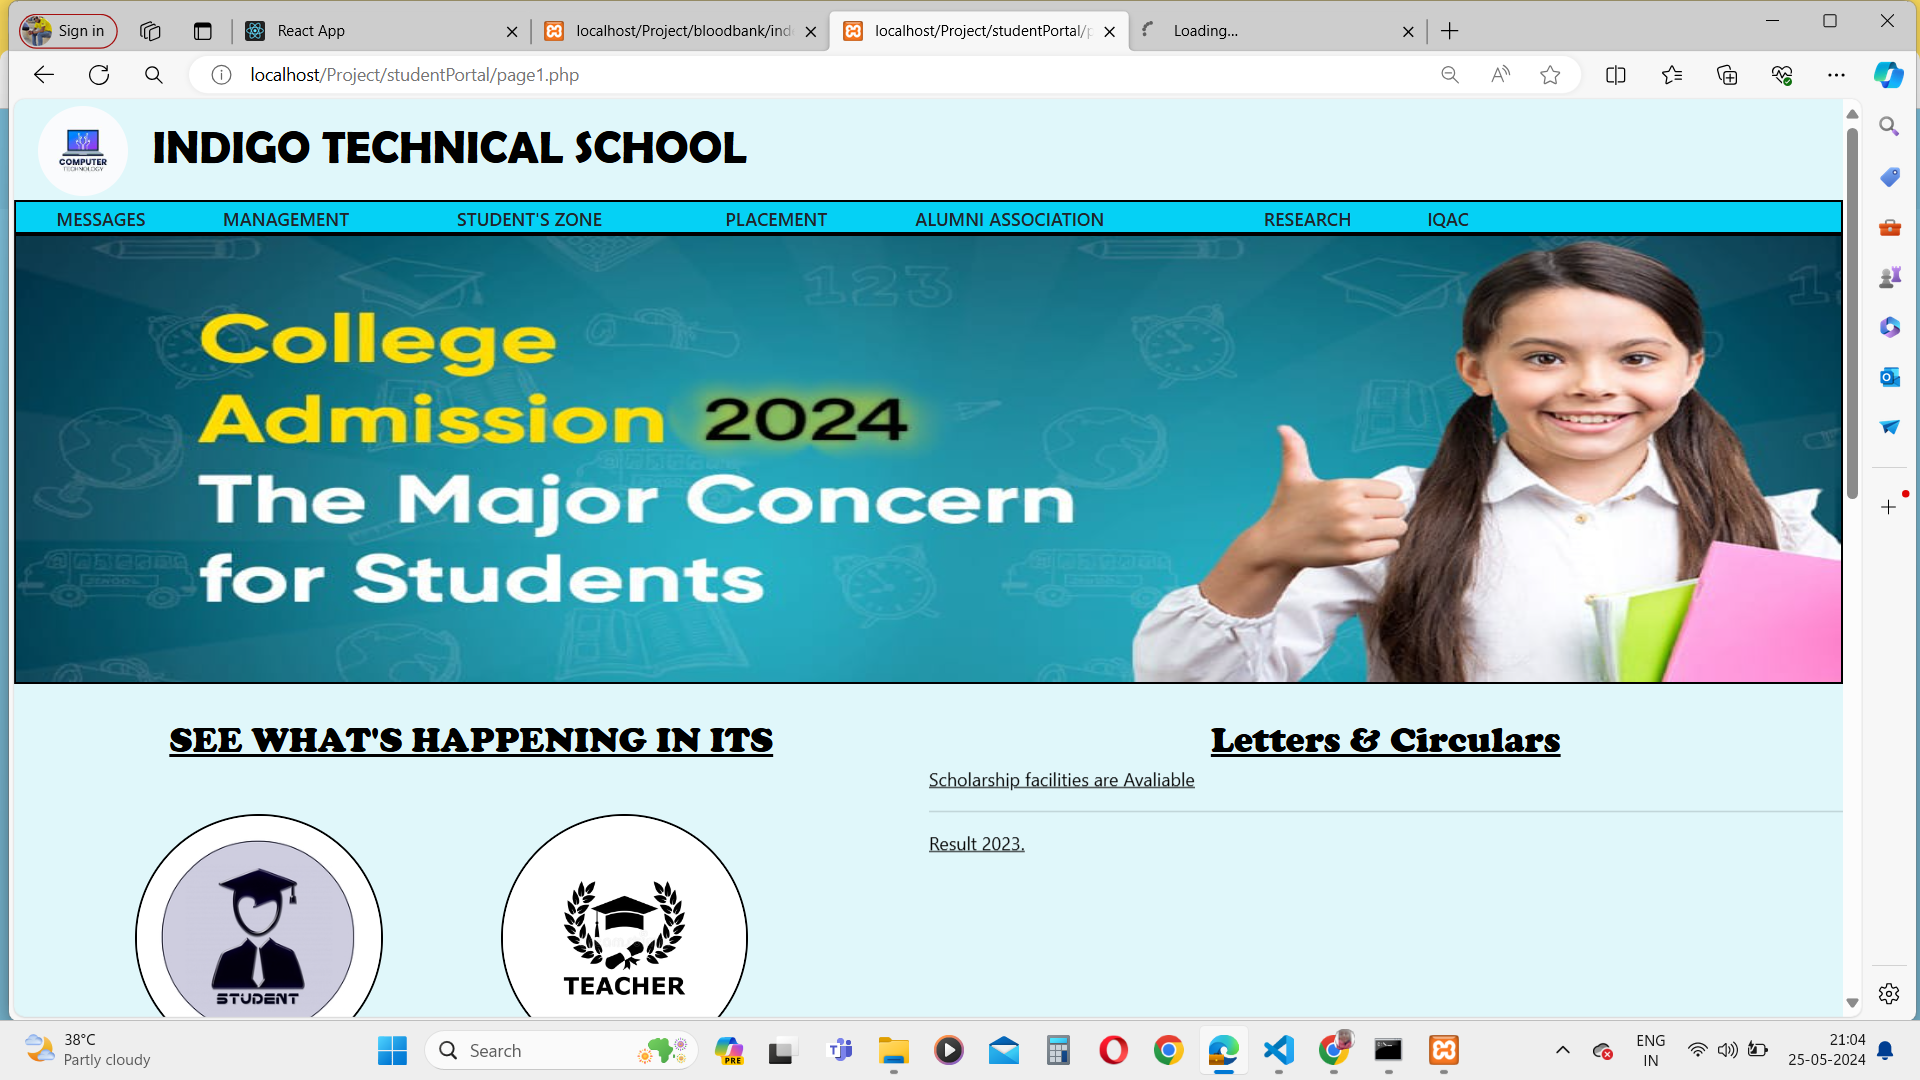 Sign in
React App
localhost/Project/bloodbank/ind
localhost/Project/studentPortal/p
Loading...
localhost/Project/studentPortal/page1.php
COMPUTER
TECHNOLOGY
INDIGO TECHNICAL SCHOOL
MESSAGES MANAGEMENT STUDENT'S ZONE PLACEMENT ALUMNI ASSOCIATION RESEARCH IQAC
College
Admission 2024
The Major Concern
for Students
SEE WHAT'S HAPPENING IN ITS
Letters & Circulars
Scholarship facilities are Avaliable
Result 2023.
STUDENT
TEACHER
38°C
Partly cloudy
Search
PRE
ENG
IN
21:04
25-05-2024